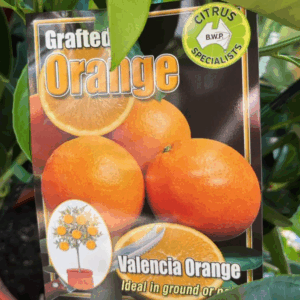 Grafted
Orange
CITRUS
B.W.P.
SPECIALISTS
Valencia Orange
Ideal in ground or